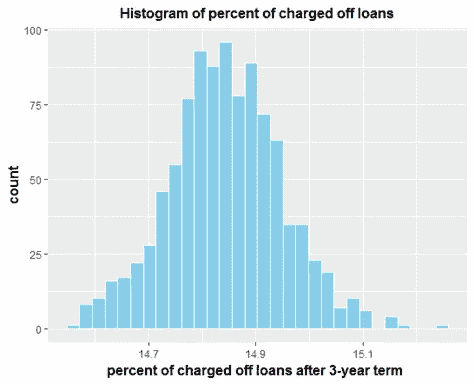 Histogram of percent of charged off loans
100
75
50
25
0
count
14.7 14.9 15.1
percent of charged off loans after 3-year term